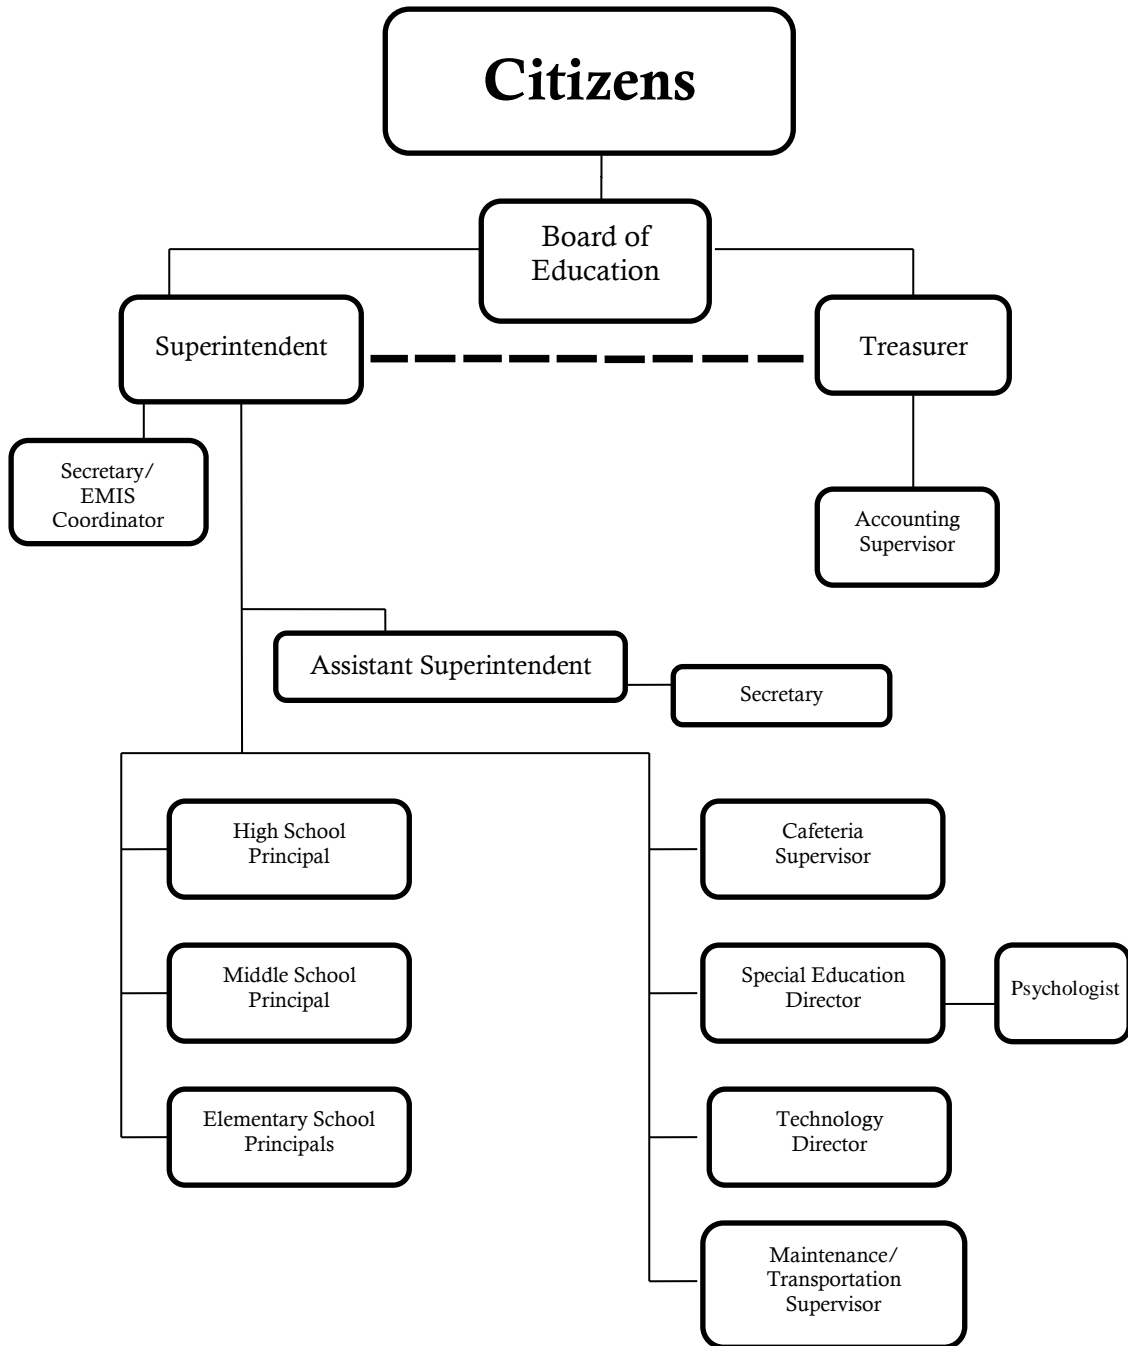 Citizens
Board of
Education
Superintendent
Treasurer
Secretary/
EMIS
Coordinator
Accounting
Supervisor
Assistant Superintendent
Secretary
High School
Principal
Cafeteria
Supervisor
Middle School
Principal
Special Education
Director
Psychologist
Elementary School
Principals
Technology
Director
Maintenance/
Transportation
Supervisor